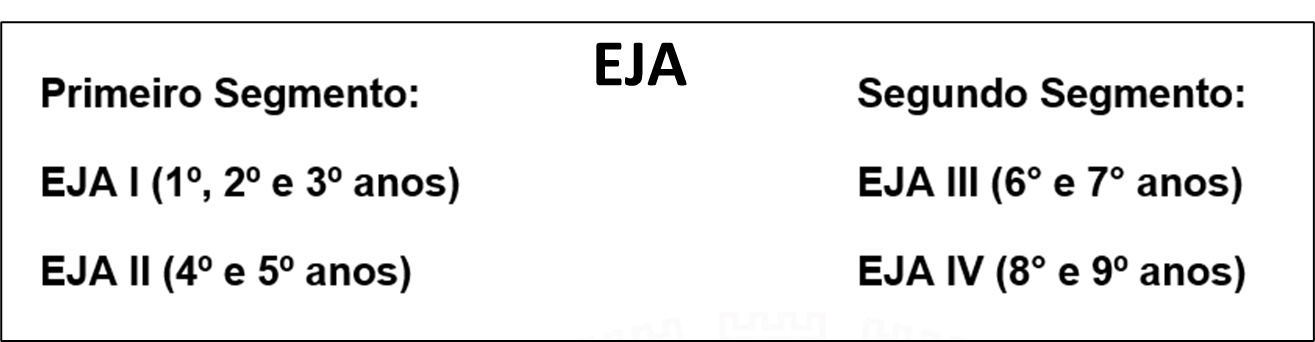 EJA
Primeiro Segmento:
EJA I (1º, 2º e 3º anos)
EJA II (4º e 5º anos)
Segundo Segmento:
EJA III (6° e 7° anos)
EJA IV (8° e 9º anos)